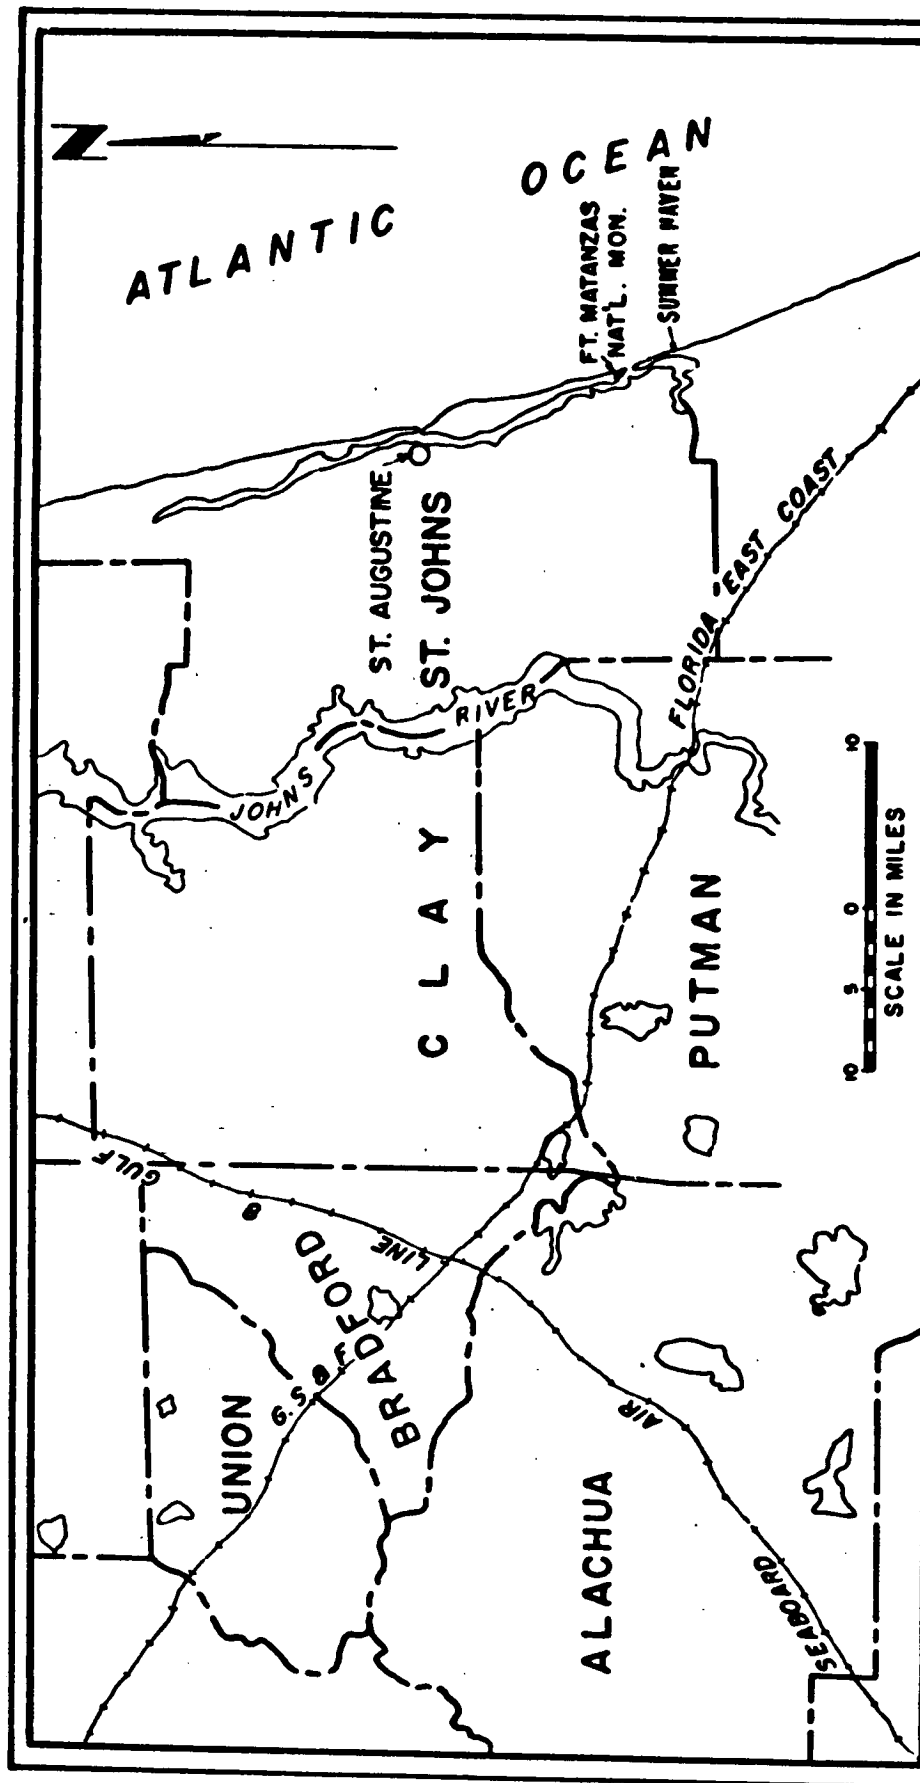 N
ATLANTIC
OCEAN
FT. MATANZAS
NAT'L. MON.
SUMMER HAVEN
ST. AUGUSTINE
ST. JOHNS
JOHNS
RIVER
FLORIDA EAST COAST
CLAY
PUTMAN
GULF
8
LINE
AIR
SEABOARD
BRADFORD
G. S. 8 F.
UNION
ALACHUA
10 5 0 10
SCALE IN MILES